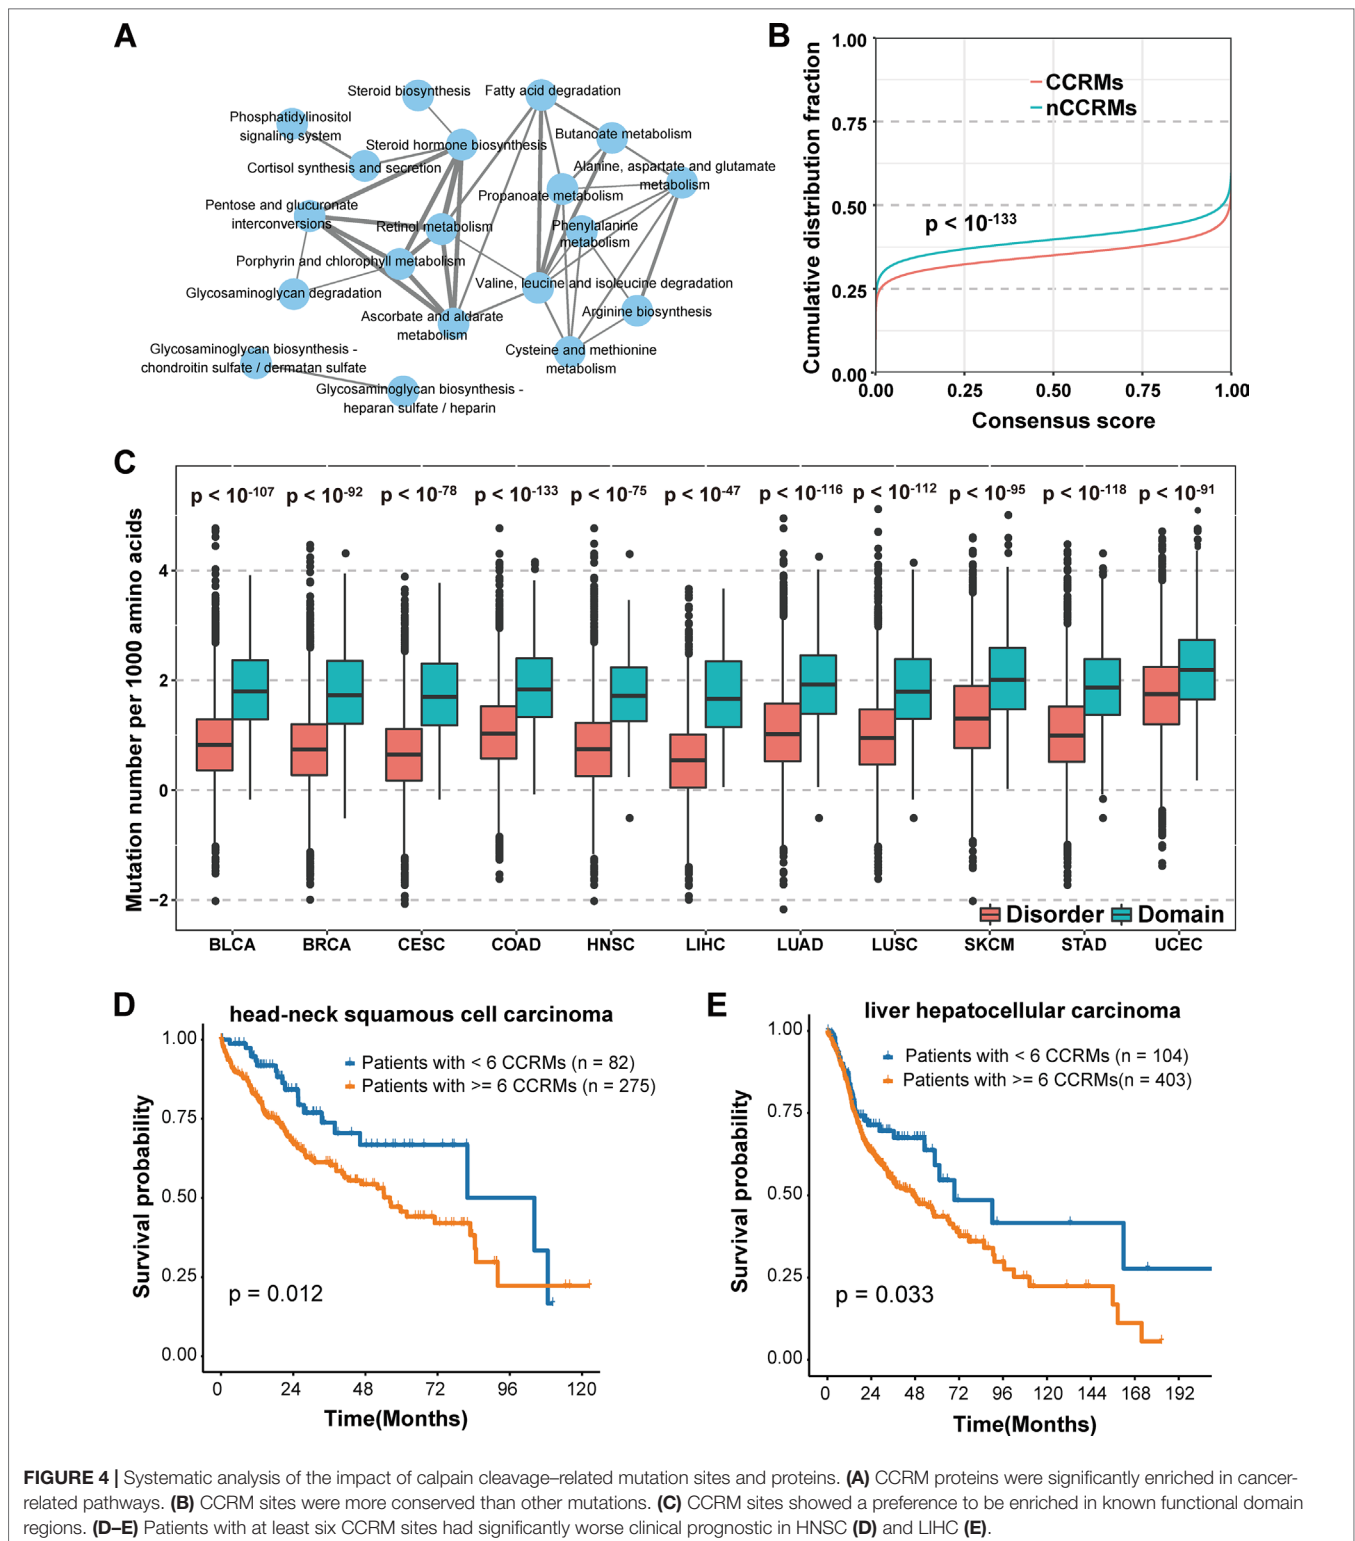 A
Steroid biosynthesis
Fatty acid degradation
Phosphatidylinositol
signaling system
Steroid hormone biosynthesis
Butanoate metabolism
Cortisol synthesis and secretion
Alanine, aspartate and glutamate
metabolism
Propanoate metabolism
Pentose and glucuronate
interconversions
Retinol metabolism
Phenylalanine
metabolism
Porphyrin and chlorophyll metabolism
Glycosaminoglycan degradation
Valine, leucine and isoleucine degradation
Ascorbate and aldarate
metabolism
Arginine biosynthesis
Cysteine and methionine
metabolism
Glycosaminoglycan biosynthesis -
chondroitin sulfate / dermatan sulfate
Glycosaminoglycan biosynthesis -
heparan sulfate / heparin
B
Cumulative distribution fraction
1.00
0.75
0.50
0.25
0.00
CCRMs
nCCRMs
p < 10-133
0.00 0.25 0.50 0.75 1.00
Consensus score
C
Mutation number per 1000 amino acids
p < 10-107 p < 10-92 p < 10-78 p < 10-133 p < 10-75 p < 10-47 p < 10-116 p < 10-112 p < 10-95 p < 10-118 p < 10-91
4
2
0
−2
Disorder Domain
BLCA BRCA CESC COAD HNSC LIHC LUAD LUSC SKCM STAD UCEC
D
head-neck squamous cell carcinoma
Survival probability
1.00
0.75
0.50
0.25
0.00
Patients with < 6 CCRMs (n = 82)
Patients with >= 6 CCRMs (n = 275)
p = 0.012
0 24 48 72 96 120
Time(Months)
E
liver hepatocellular carcinoma
Survival probability
1.00
0.75
0.50
0.25
0.00
Patients with < 6 CCRMs (n = 104)
Patients with >= 6 CCRMs(n = 403)
p = 0.033
0 24 48 72 96 120 144 168 192
Time(Months)
FIGURE 4 | Systematic analysis of the impact of calpain cleavage–related mutation sites and proteins. (A) CCRM proteins were significantly enriched in cancer-
related pathways. (B) CCRM sites were more conserved than other mutations. (C) CCRM sites showed a preference to be enriched in known functional domain
regions. (D–E) Patients with at least six CCRM sites had significantly worse clinical prognostic in HNSC (D) and LIHC (E).